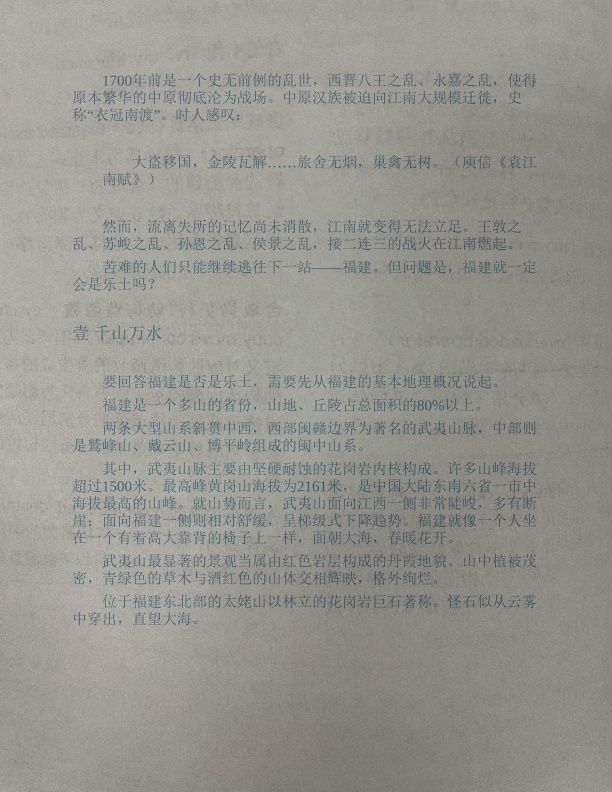 1700年前是一个史无前例的乱世，西晋八王之乱、永嘉之乱，使得
原本繁华的中原彻底沦为战场。中原汉族被迫向江南大规模迁徙，史
称“衣冠南渡”。时人感叹：
大盗移国，金陵瓦解……旅舍无烟，巢禽无树。（庾信《哀江
南赋》）
然而，流离失所的记忆尚未消散，江南就变得无法立足。王敦之
乱、苏峻之乱、孙恩之乱、侯景之乱，接二连三的战火在江南燃起。
苦难的人们只能继续逃往下一站——福建。但问题是，福建就一定
会是乐土吗？
壹 千山万水
要回答福建是否是乐土，需要先从福建的基本地理概况说起。
福建是一个多山的省份，山地、丘陵占总面积的80%以上。
两条大型山系斜贯中西，西部闽赣边界为著名的武夷山脉，中部则
是鹫峰山、戴云山、博平岭组成的闽中山系。
其中，武夷山脉主要由坚硬耐蚀的花岗岩内核构成。许多山峰海拔
超过1500米。最高峰黄岗山海拔为2161米，是中国大陆东南六省一市中
海拔最高的山峰。就山势而言，武夷山面向江西一侧非常陡峻，多有断
崖；面向福建一侧则相对舒缓，呈梯级式下降趋势。福建就像一个人坐
在一个有着高大靠背的椅子上一样，面朝大海，春暖花开。
武夷山最显著的景观当属由红色岩层构成的丹霞地貌。山中植被茂
密，青绿色的草木与酒红色的山体交相辉映，格外绚烂。
位于福建东北部的太姥山以林立的花岗岩巨石著称。怪石似从云雾
中穿出，直望大海。